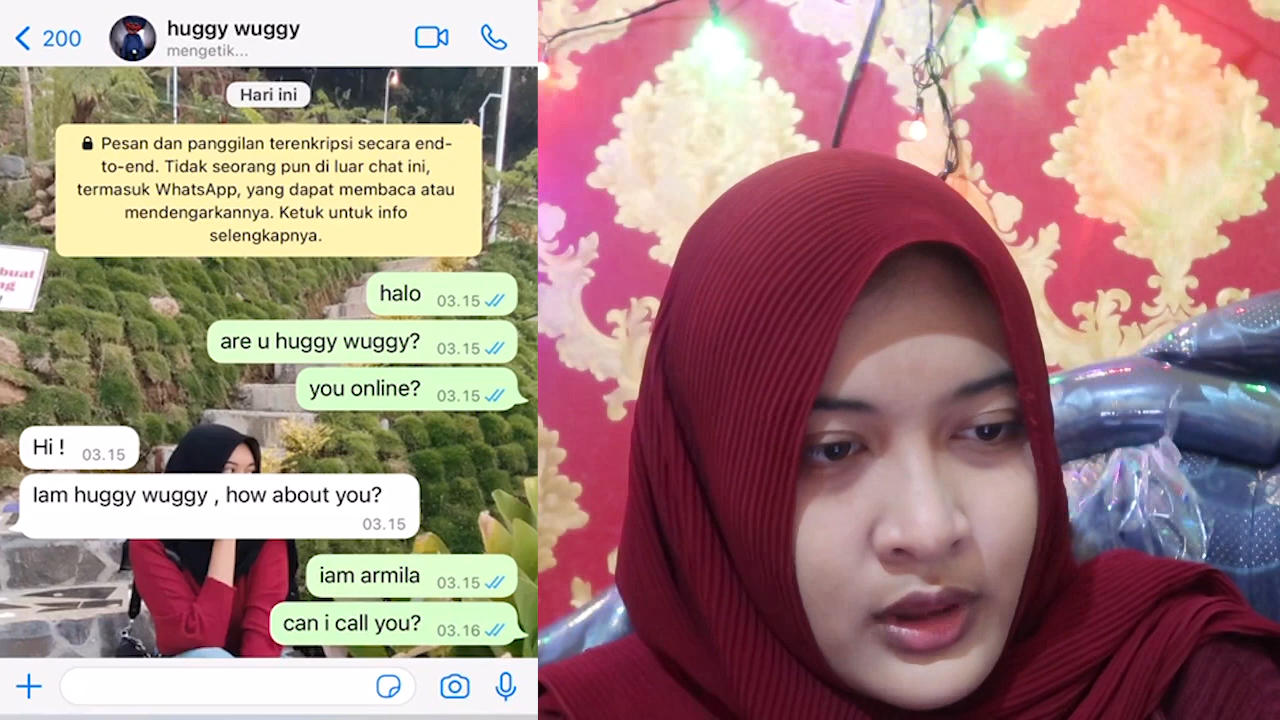 200
huggy wuggy
mengetik...
Hari ini
Pesan dan panggilan terenkripsi secara end-
to-end. Tidak seorang pun di luar chat ini,
termasuk WhatsApp, yang dapat membaca atau
mendengarkannya. Ketuk untuk info
selengkapnya.
buat
halo 03.15
are u huggy wuggy? 03.15
you online? 03.15
Hi ! 03.15
Iam huggy wuggy , how about you?
03.15
iam armila 03.15
can i call you? 03.16